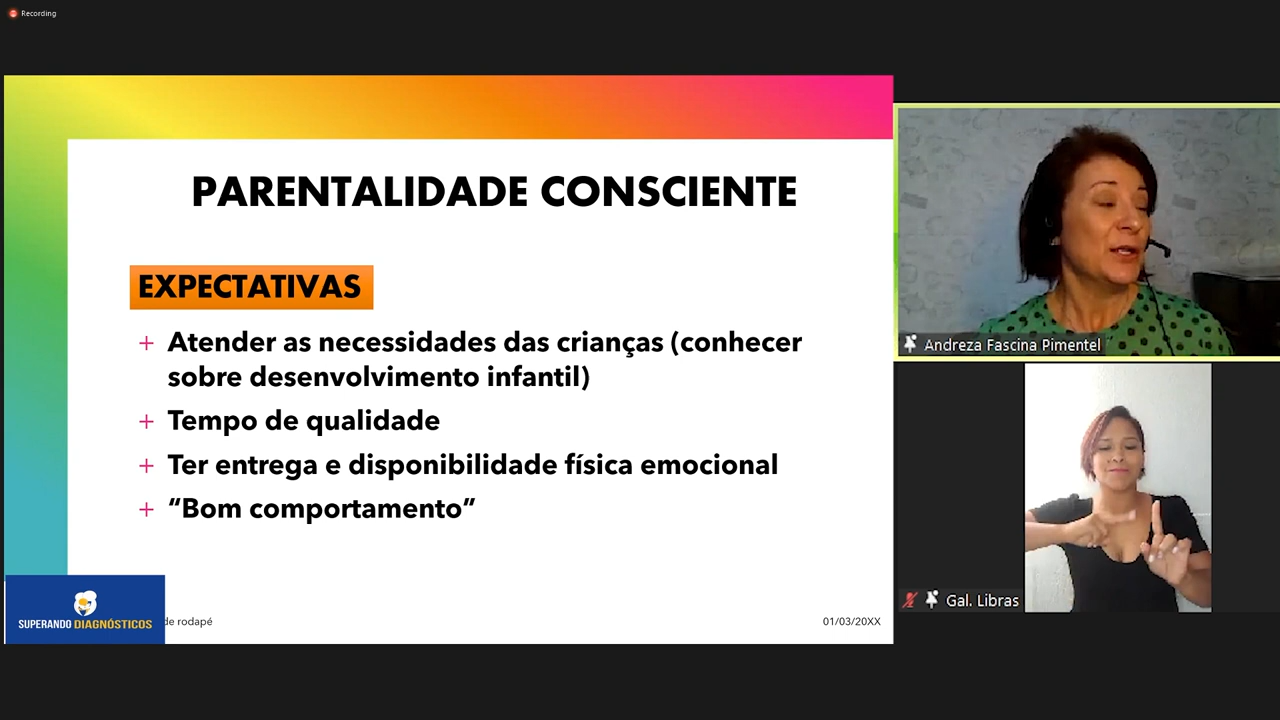 Recording
PARENTALIDADE CONSCIENTE
EXPECTATIVAS
+ Atender as necessidades das crianças (conhecer
sobre desenvolvimento infantil)
+ Tempo de qualidade
+ Ter entrega e disponibilidade física emocional
+ “Bom comportamento”
SUPERANDO DIAGNÓSTICOS
de rodapé
01/03/20XX
Andreza Fascina Pimentel
Gal. Libras